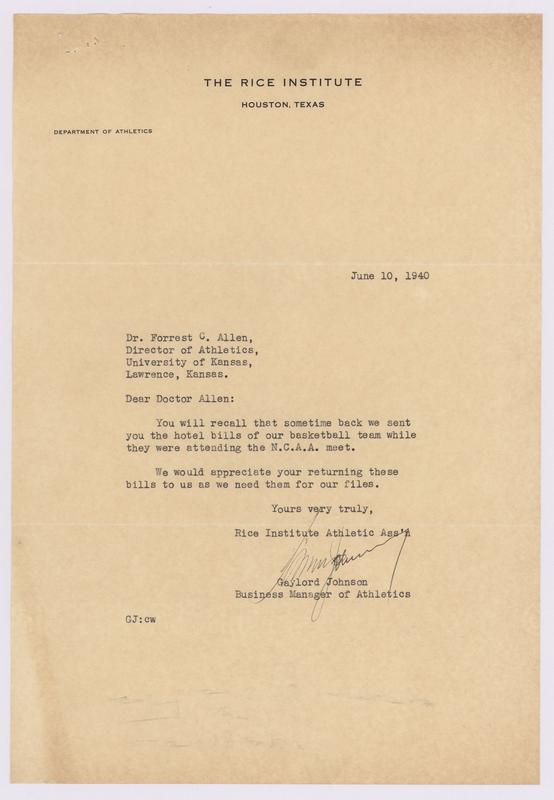 THE RICE INSTITUTE
HOUSTON, TEXAS
DEPARTMENT OF ATHLETICS
June 10, 1940
Dr. Forrest C. Allen,
Director of Athletics,
University of Kansas,
Lawrence, Kansas.
Dear Doctor Allen:
You will recall that sometime back we sent
you the hotel bills of our basketball team while
they were attending the N.C.A.A. meet.
We would appreciate your returning these
bills to us as we need them for our files.
Yours very truly,
Rice Institute Athletic Ass'n
Gaylord Johnson
Business Manager of Athletics
GJ:cw